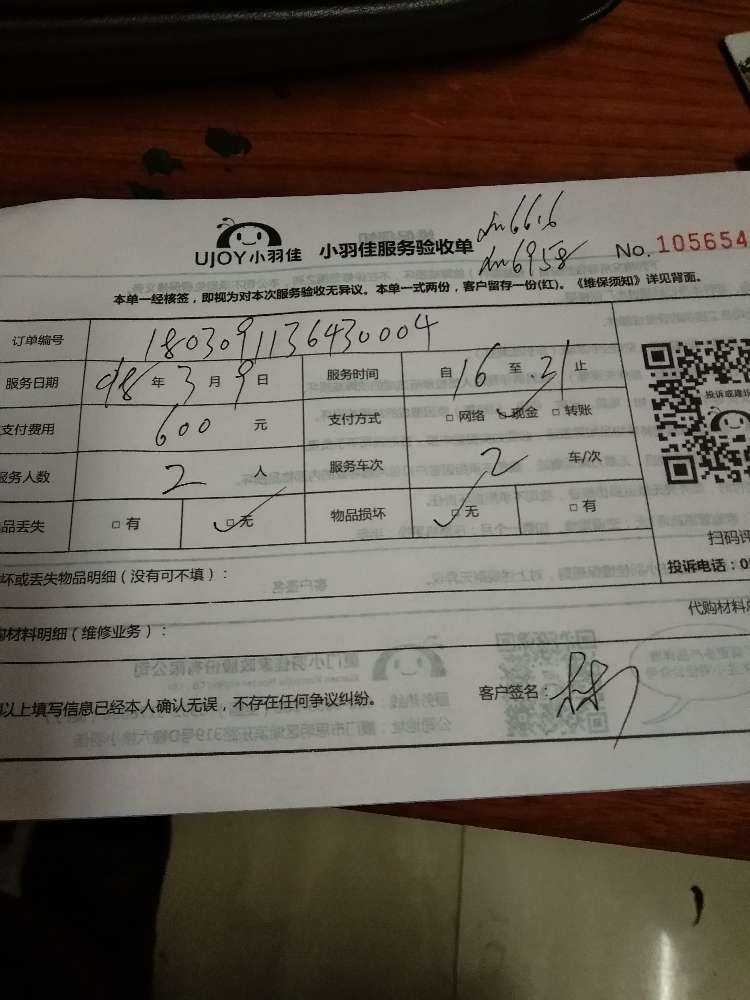 UJOY小羽佳 小羽佳服务验收单 No. 105654
本单一经核签，即视为对本次服务验收无异议。本单一式两份，客户留存一份(红)。《维保须知》详见背面。
订单编号 1803091136430004
服务日期 年 3 月 9 日 服务时间 自 16 至 21 止
支付费用 600 元 支付方式 □ 网络 □ 现金 □ 转账
服务人数 2 人 服务车次 2 车/次
品丢失 □ 有 □ 无 物品损坏 □ 无 □ 有
投诉或建议
扫码评
投诉电话：0
坏或丢失物品明细（没有可不填）：
代购材料
购材料明细（维修业务）：
以上填写信息已经本人确认无误，不存在任何争议纠纷。 客户签名：